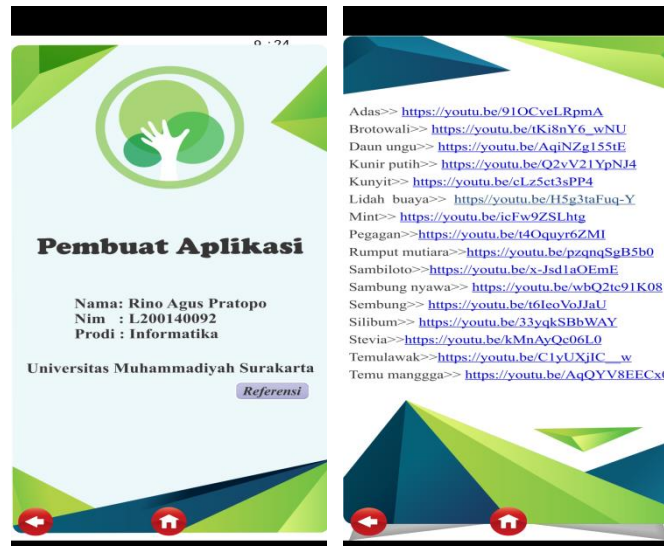 9 : 24
Pembuat Aplikasi
Nama: Rino Agus Pratopo
Nim : L200140092
Prodi : Informatika
Universitas Muhammadiyah Surakarta
Referensi
Adas>> https://youtu.be/91OCveLRpmA
Brotowali>> https://youtu.be/tKi8nY6_wNU
Daun ungu>> https://youtu.be/AqiNZg155tE
Kunir putih>> https://youtu.be/Q2vV21YpNJ4
Kunyit>> https://youtu.be/cLz5ct3sPP4
Lidah buaya>> https//youtu.be/H5g3taFuq-Y
Mint>> https://youtu.be/icFw9ZSLhtg
Pegagan>>https://youtu.be/t4Oquyr6ZMI
Rumput mutiara>>https://youtu.be/pzqnqSgB5b0
Sambiloto>>https://youtu.be/x-Jsd1aOEmE
Sambung nyawa>> https://youtu.be/wbQ2tc91K08
Sembung>>https://youtu.be/t6IeoVoJJaU
Silibum>> https://youtu.be/33yqkSBbWAY
Stevia>>https://youtu.be/kMnAyQc06L0
Temulawak>>https://youtu.be/C1yUXjIC__w
Temu manggga>> https://youtu.be/AqQYV8EECx